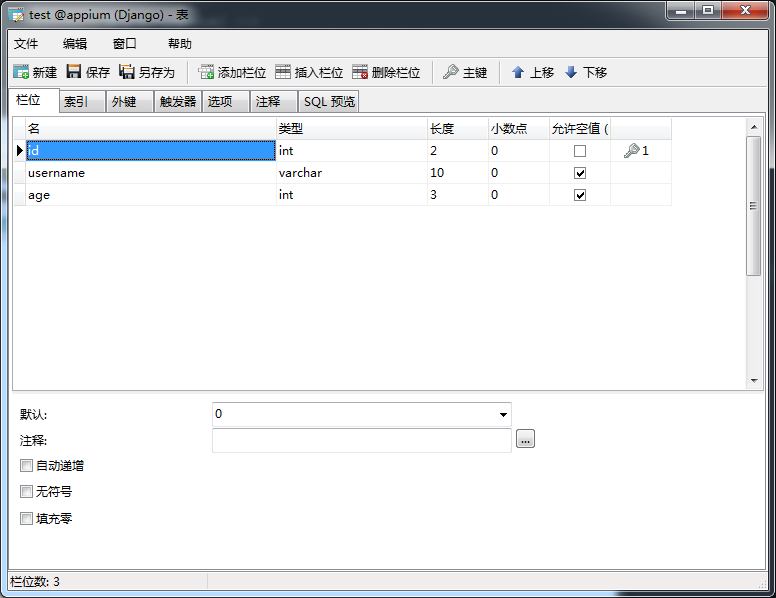 test @appium (Django) - 表
文件 编辑 窗口 帮助
新建 保存 另存为 添加栏位 插入栏位 删除栏位 主键 上移 下移
栏位 索引 外键 触发器 选项 注释 SQL 预览
名 类型 长度 小数点 允许空值 (
id int 2 0 1
username varchar 10 0
age int 3 0
默认: 0
注释: ...
自动递增
无符号
填充零
栏位数: 3